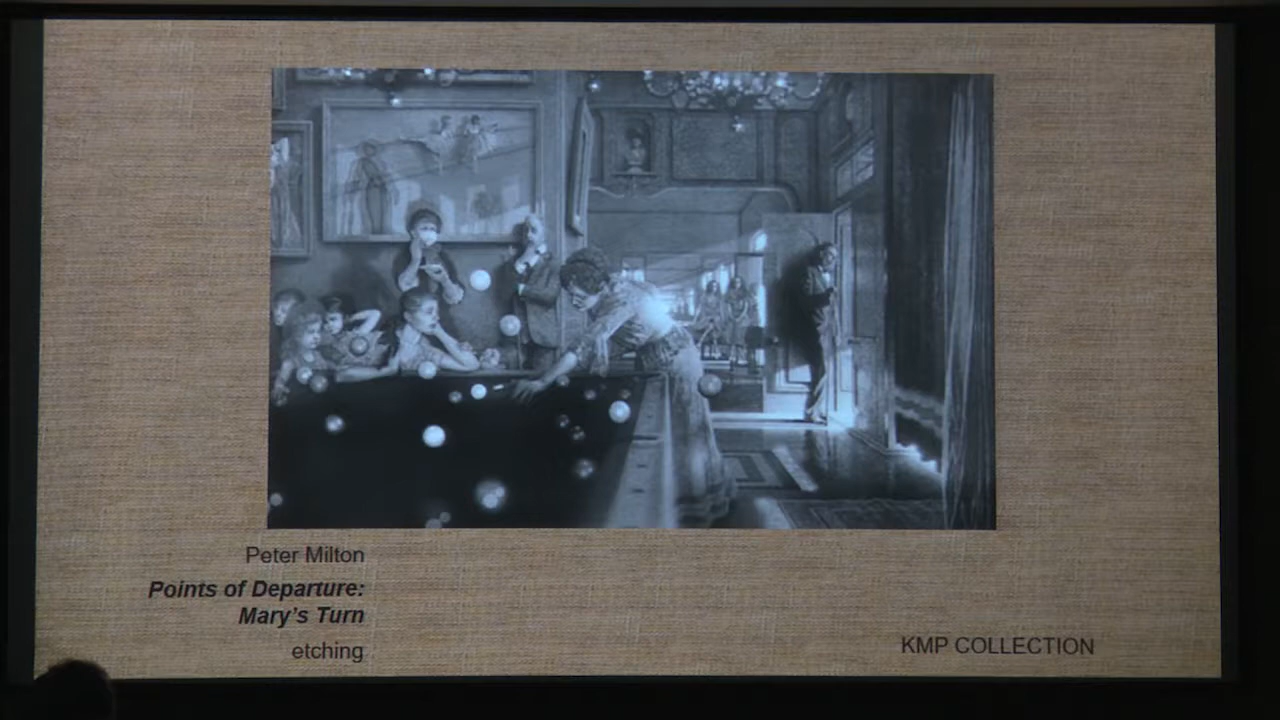 Peter Milton
Points of Departure:
Mary's Turn
etching
KMP COLLECTION